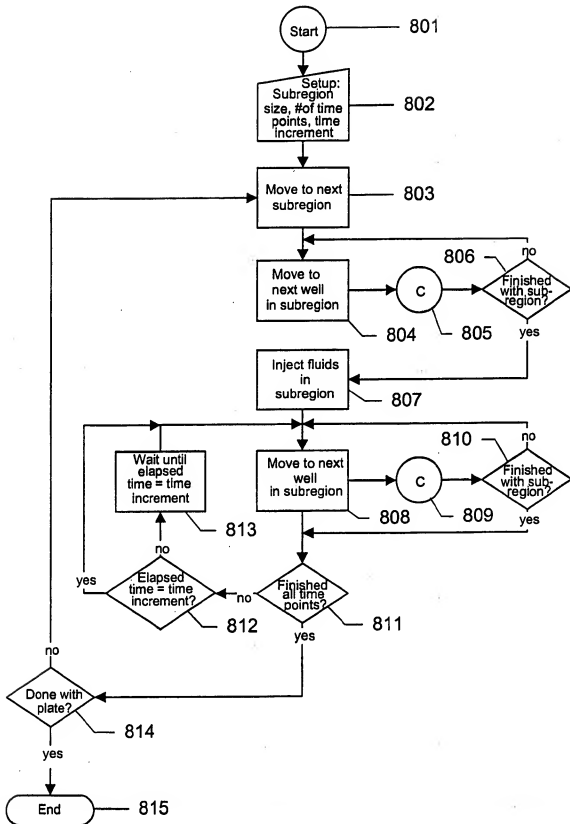 Start
801
Setup:
Subregion
size, #of time
points, time
increment
802
Move to next
subregion
803
no
806
Finished
with sub-
region?
Move to
next well
in subregion
804
C
805
yes
Inject fluids
in
subregion
807
no
810
Wait until
elapsed
time = time
increment
813
Move to next
well
in subregion
808
C
809
Finished
with sub-
region?
yes
no
yes
Elapsed
time = time
increment?
812
no
Finished
all time
points?
811
yes
no
Done with
plate?
814
yes
End
815